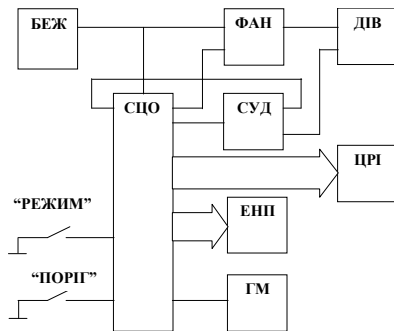 БЕЖ
ФАН
ДІВ
СЦО
СУД
ЦРІ
“РЕЖИМ”
ЕНП
“ПОРІГ”
ГМ